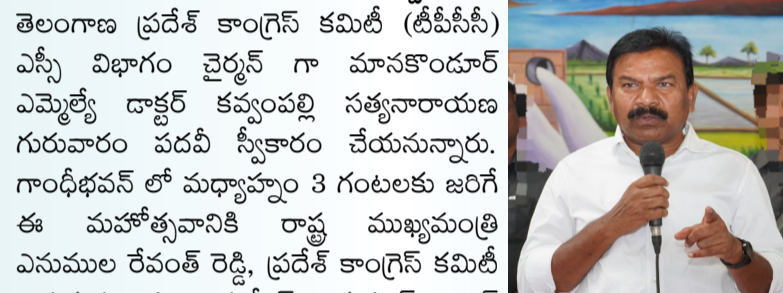 తెలంగాణ ప్రదేశ్ కాంగ్రెస్ కమిటీ (టీపీసీసీ)
ఎస్సీ విభాగం చైర్మన్ గా మానకొండూర్
ఎమ్మెల్యే డాక్టర్ కవ్వంపల్లి సత్యనారాయణ
గురువారం పదవీ స్వీకారం చేయనున్నారు.
గాంధీభవన్ లో మధ్యాహ్నం 3 గంటలకు జరిగే
ఈ మహోత్సవానికి రాష్ట్ర ముఖ్యమంత్రి
ఎనుముల రేవంత్ రెడ్డి, ప్రదేశ్ కాంగ్రెస్ కమిటీ